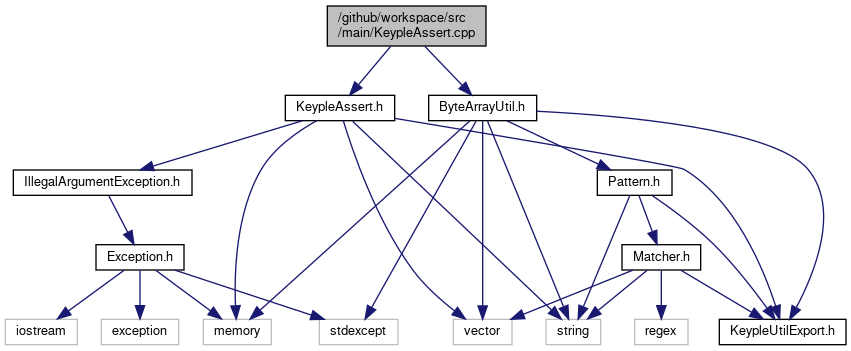 /github/workspace/src
/main/KeypleAssert.cpp
KeypleAssert.h
ByteArrayUtil.h
IllegalArgumentException.h
Pattern.h
Exception.h
Matcher.h
iostream
exception
memory
stdexcept
vector
string
regex
KeypleUtilExport.h